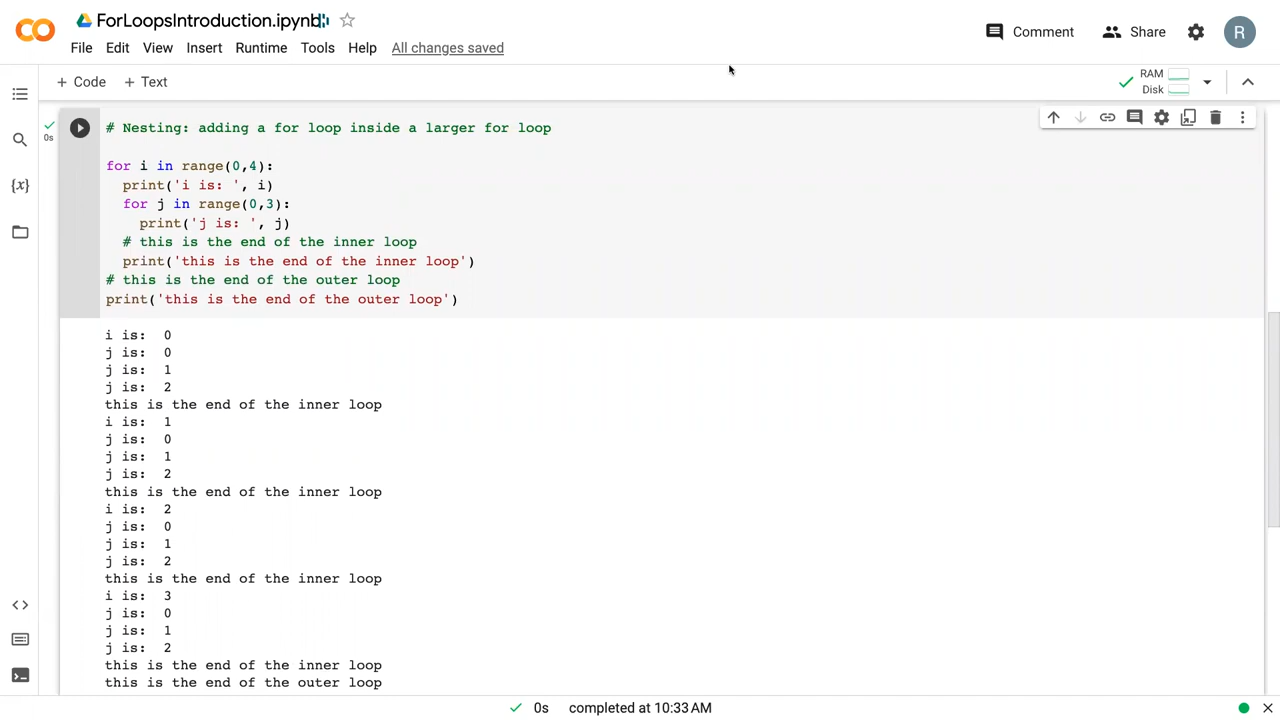 ForLoopsIntroduction.ipynb
File Edit View Insert Runtime Tools Help All changes saved
Comment Share R
+ Code + Text
RAM
Disk
0s
# Nesting: adding a for loop inside a larger for loop
for i in range(0,4):
  print('i is: ', i)
  for j in range(0,3):
    print('j is: ', j)
  # this is the end of the inner loop
  print('this is the end of the inner loop')
# this is the end of the outer loop
print('this is the end of the outer loop')
i is:  0
j is:  0
j is:  1
j is:  2
this is the end of the inner loop
i is:  1
j is:  0
j is:  1
j is:  2
this is the end of the inner loop
i is:  2
j is:  0
j is:  1
j is:  2
this is the end of the inner loop
i is:  3
j is:  0
j is:  1
j is:  2
this is the end of the inner loop
this is the end of the outer loop
0s completed at 10:33 AM